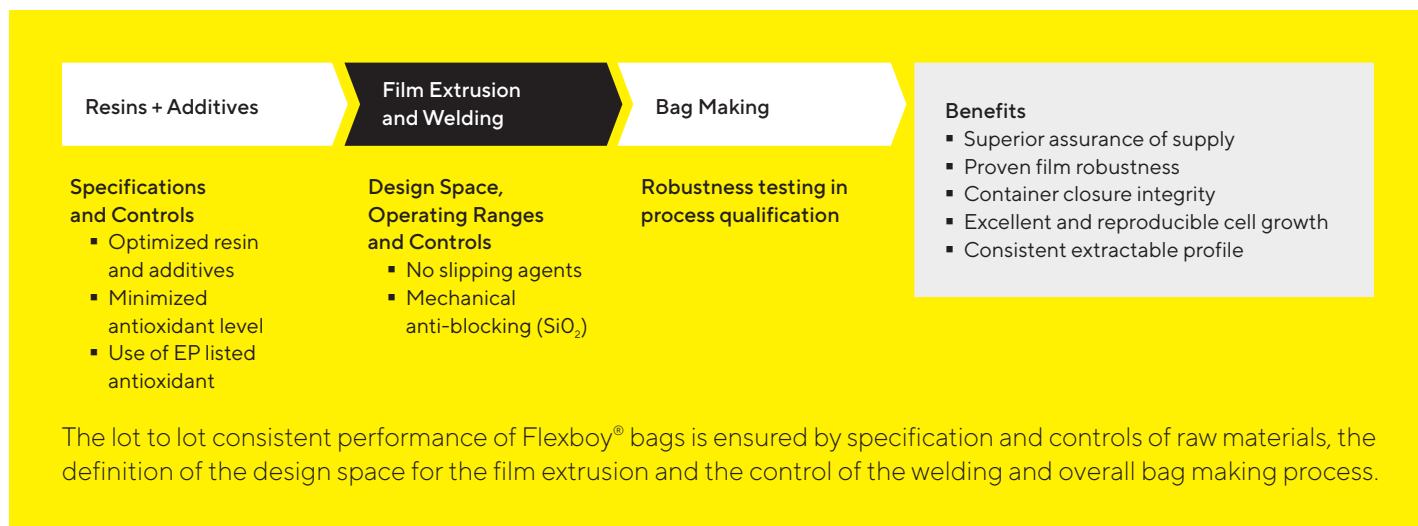 Resins + Additives
Film Extrusion
and Welding
Bag Making
Specifications
and Controls
▪ Optimized resin
and additives
▪ Minimized
antioxidant level
▪ Use of EP listed
antioxidant
Design Space,
Operating Ranges
and Controls
▪ No slipping agents
▪ Mechanical
anti-blocking (SiO₂)
Robustness testing in
process qualification
Benefits
▪ Superior assurance of supply
▪ Proven film robustness
▪ Container closure integrity
▪ Excellent and reproducible cell growth
▪ Consistent extractable profile
The lot to lot consistent performance of Flexboy® bags is ensured by specification and controls of raw materials, the
definition of the design space for the film extrusion and the control of the welding and overall bag making process.